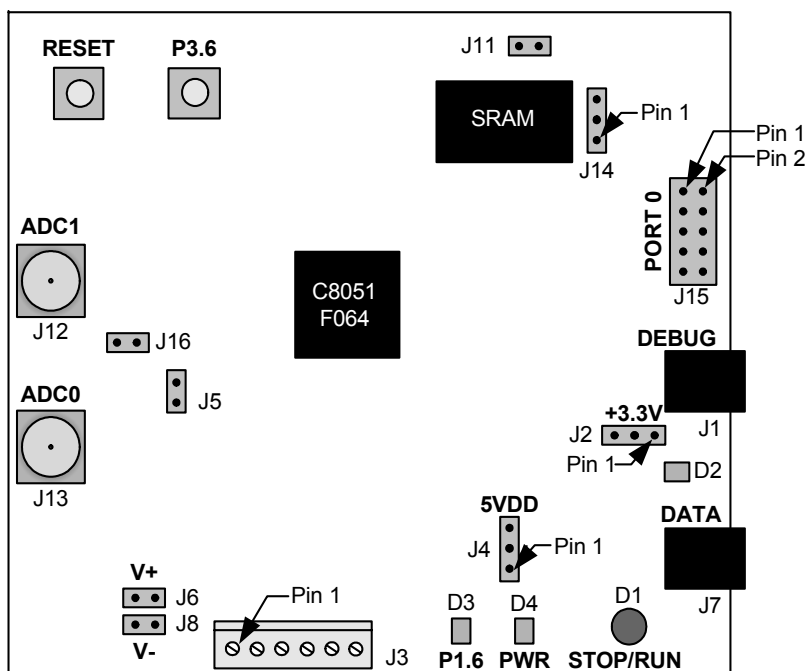 RESET
P3.6
J11
SRAM
Pin 1
J14
Pin 1
Pin 2
PORT 0
J15
ADC1
J12
C8051
F064
J16
J5
DEBUG
J1
ADC0
J13
+3.3V
J2
Pin 1
D2
5VDD
J4
Pin 1
DATA
J7
V+
J6
J8
V-
Pin 1
J3
D3
P1.6
D4
PWR
D1
STOP/RUN